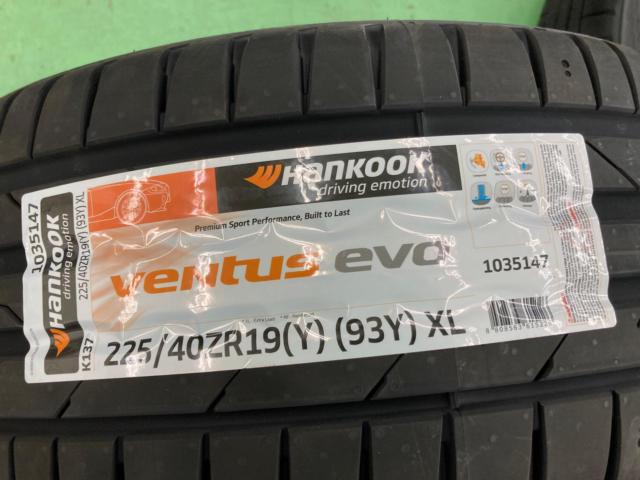 1035147
HANKOOK
driving emotion
K137
225/40ZR19(Y) (93Y) XL
HANKOOK
driving emotion
Premium Sport Performance, Built to Last
ventus evo
1035147
225/40ZR19(Y) (93Y) XL